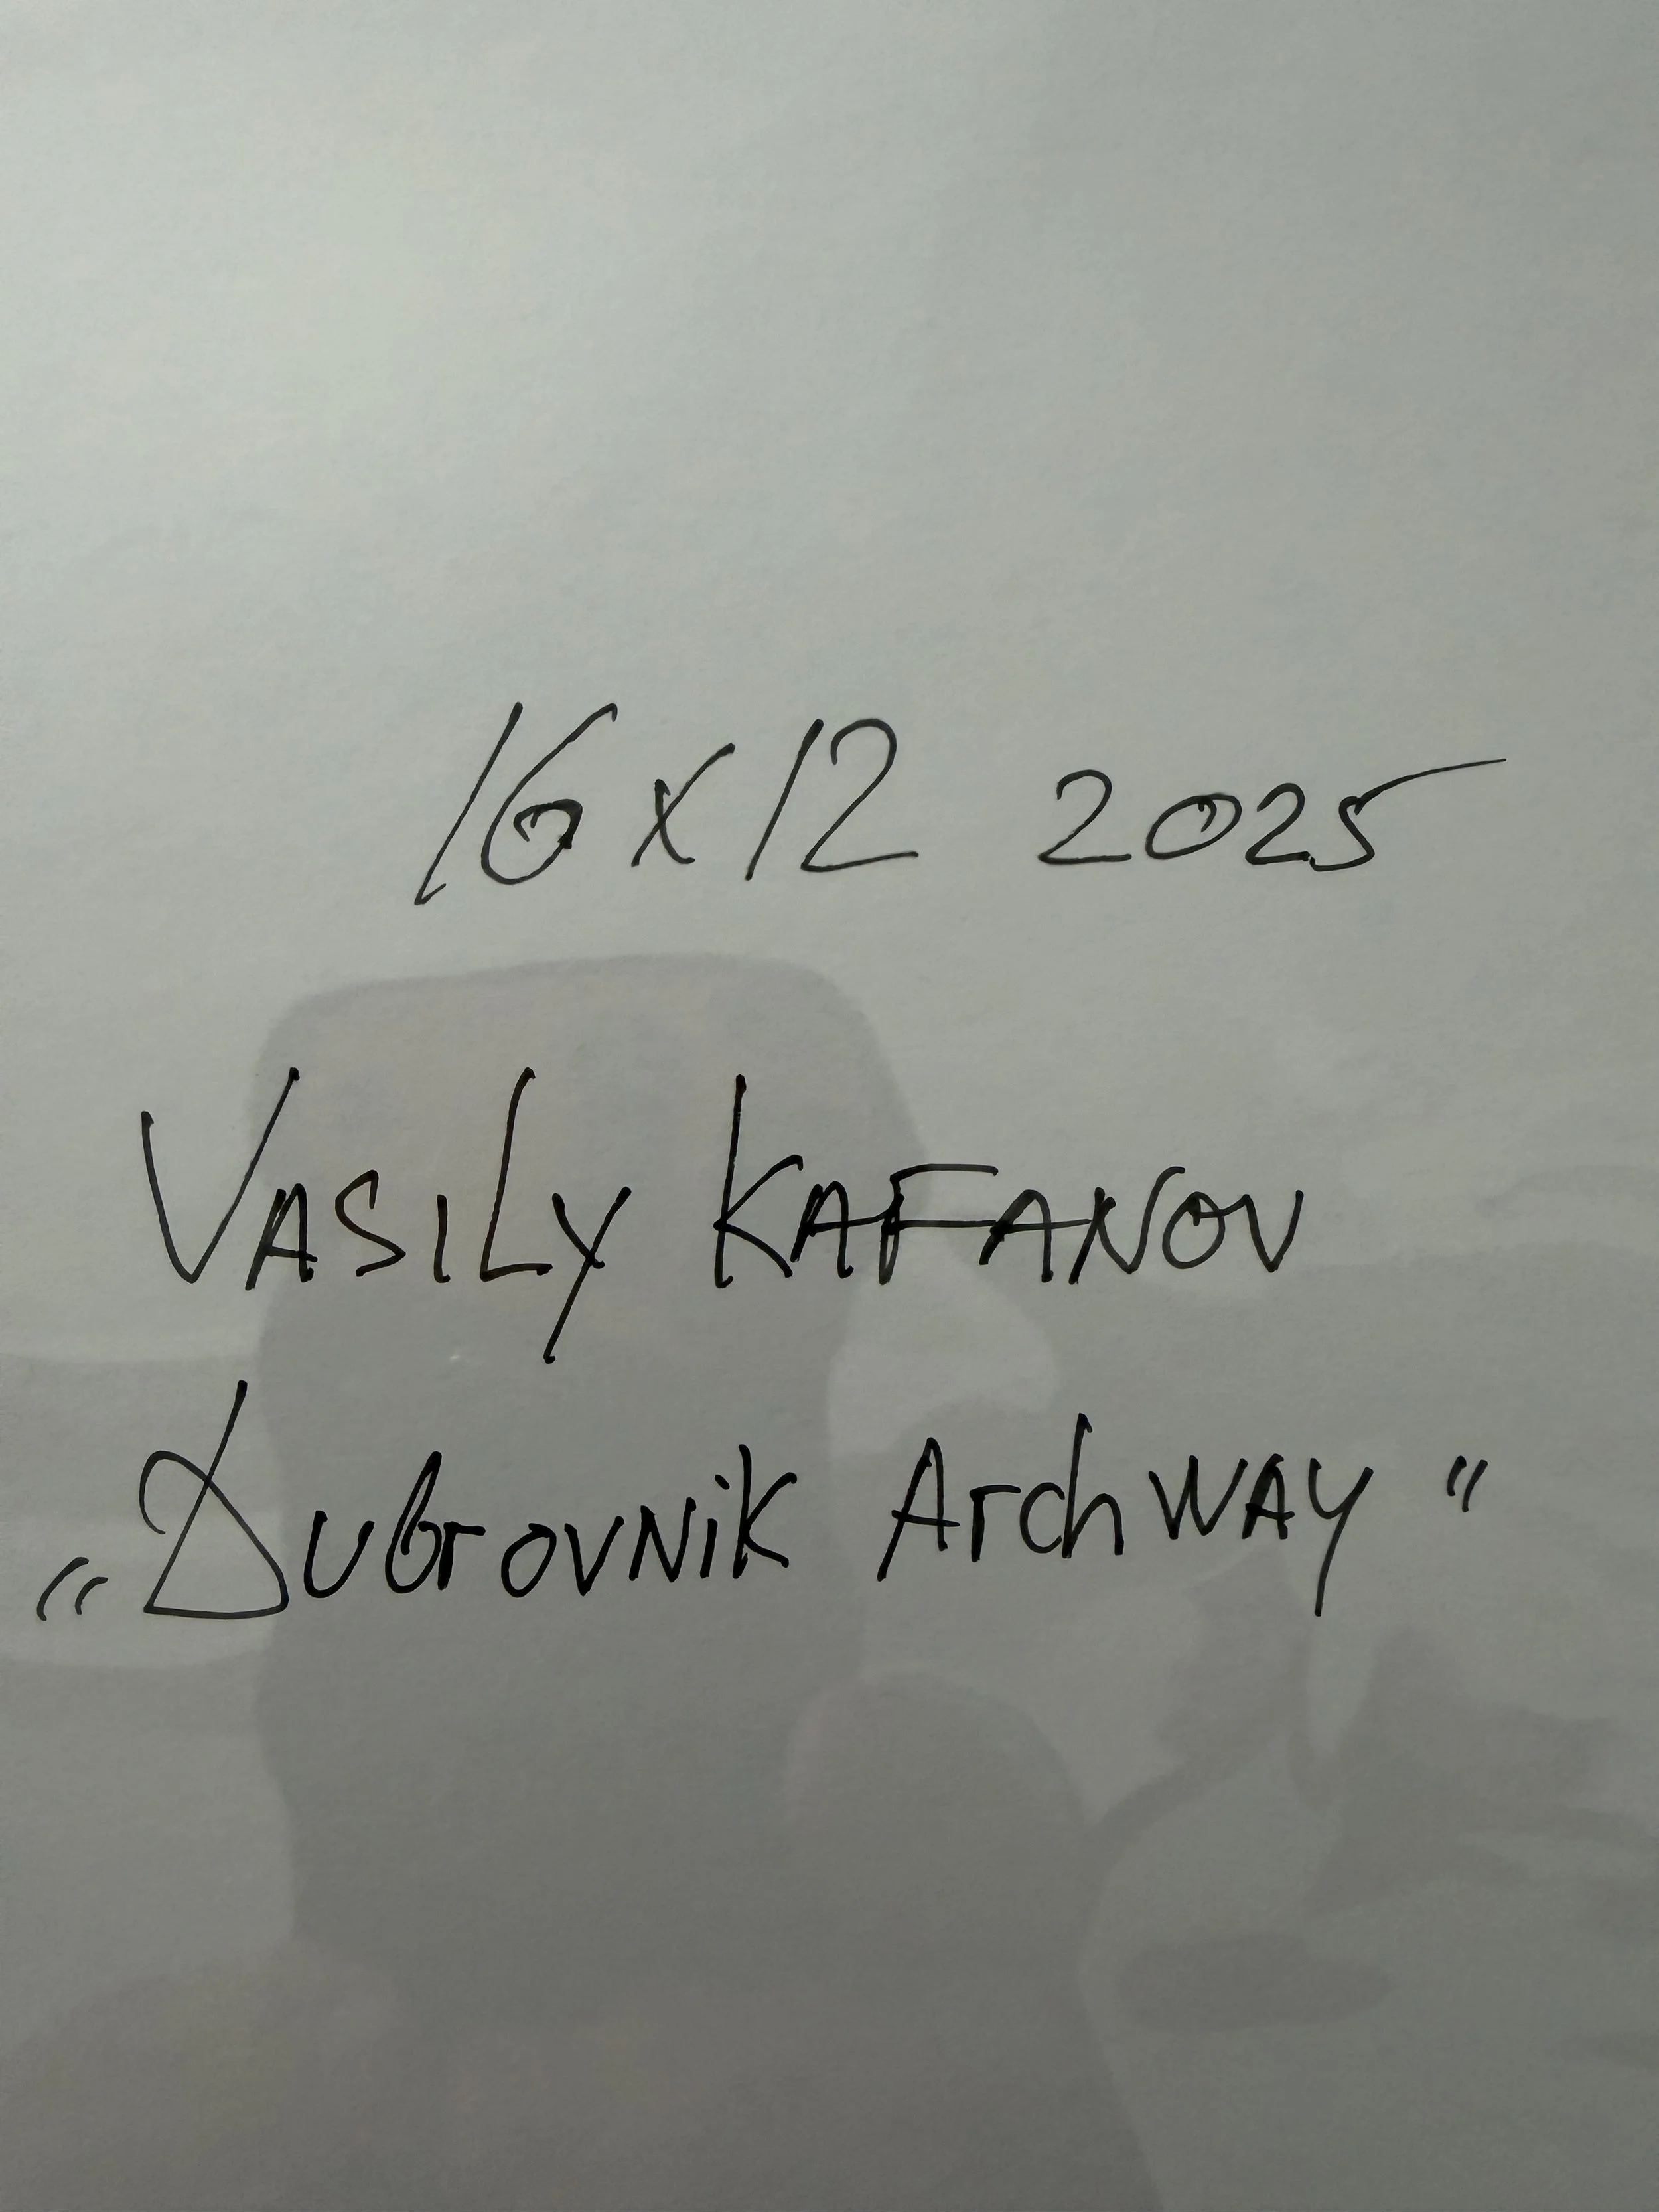 16 x 12 2025
VASILY KAFANOV
„Dubrovnik Archway“